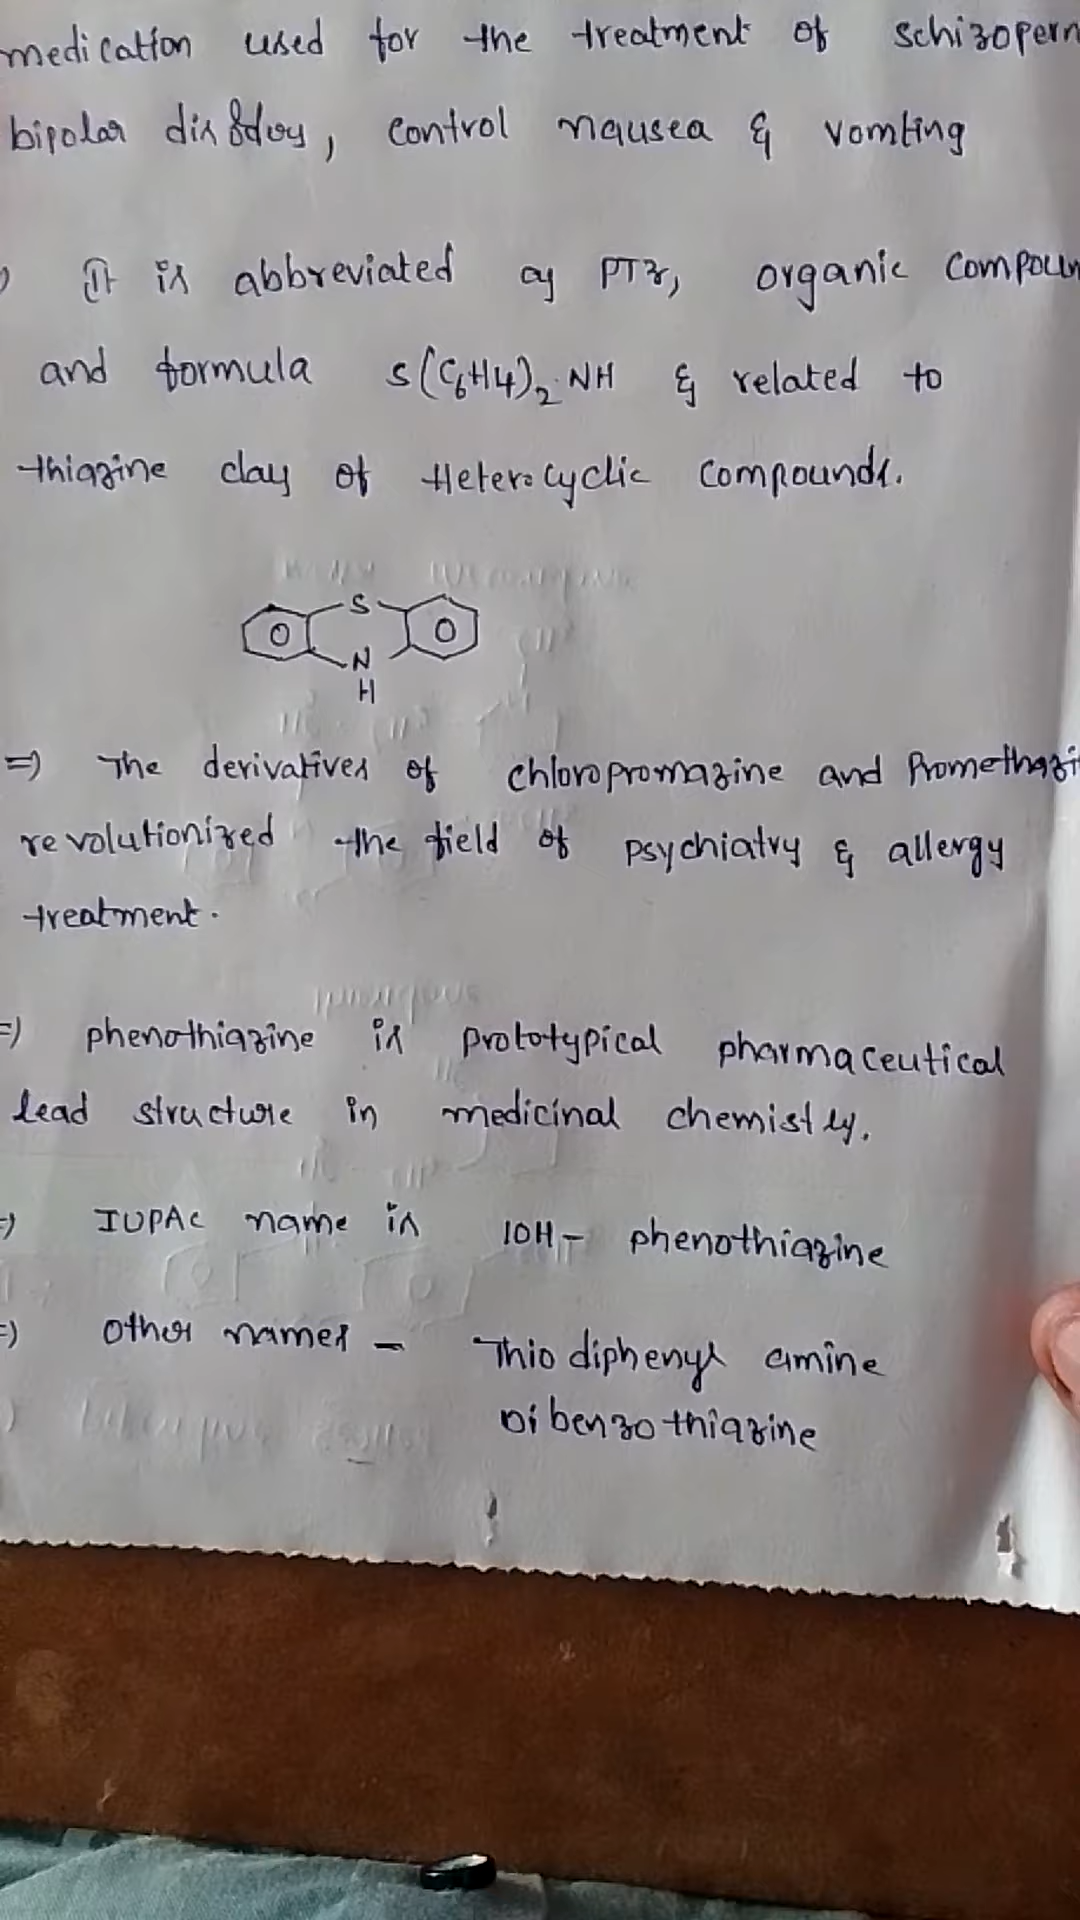 medication used for the treatment of schizopern
bipolar disorder, control nausea & vomting
It is abbreviated as PTZ, organic compoun
and formula S(C6H4)2.NH & related to
thiazine class of Heterocyclic compounds.
S
N
H
=) The derivatives of chloropromazine and Promethazi
revolutionized the field of psychiatry & allergy
treatment.
=) phenothiazine is prototypical pharmaceutical
lead structure in medicinal chemistry.
=) IUPAC name is 10H- phenothiazine
=) Other names - Thio diphenyl amine
Dibenzo thiazine